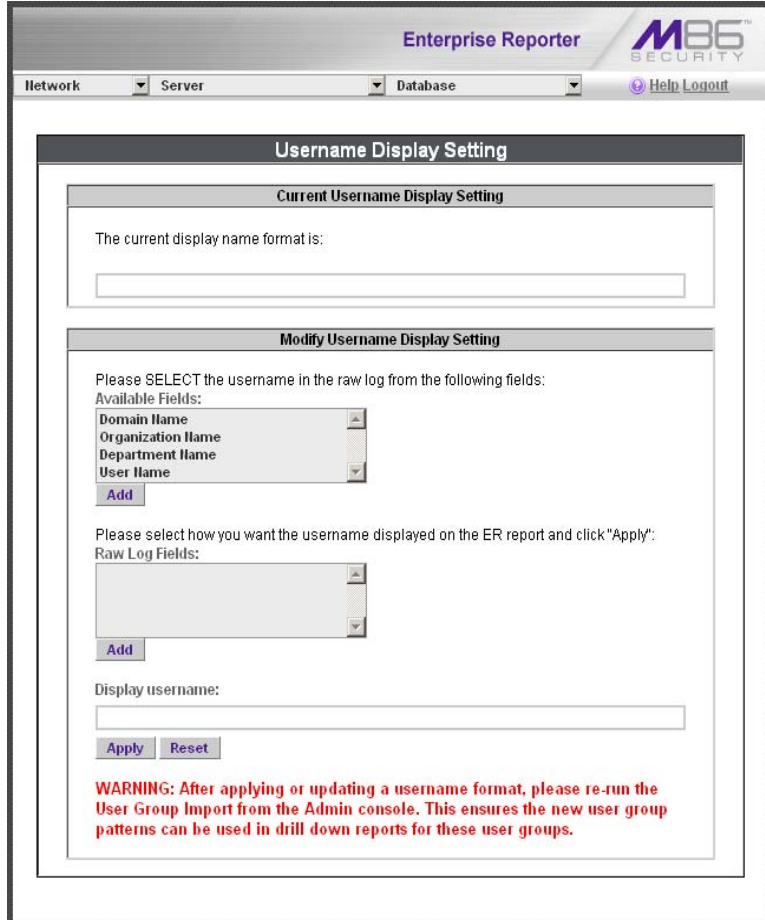 Enterprise Reporter
M86™
SECURITY
Network
Server
Database
Help Logout
Username Display Setting
Current Username Display Setting
The current display name format is:
Modify Username Display Setting
Please SELECT the username in the raw log from the following fields:
Available Fields:
Domain Name
Organization Name
Department Name
User Name
Add
Please select how you want the username displayed on the ER report and click "Apply":
Raw Log Fields:
Add
Display username:
Apply Reset
WARNING: After applying or updating a username format, please re-run the
User Group Import from the Admin console. This ensures the new user group
patterns can be used in drill down reports for these user groups.